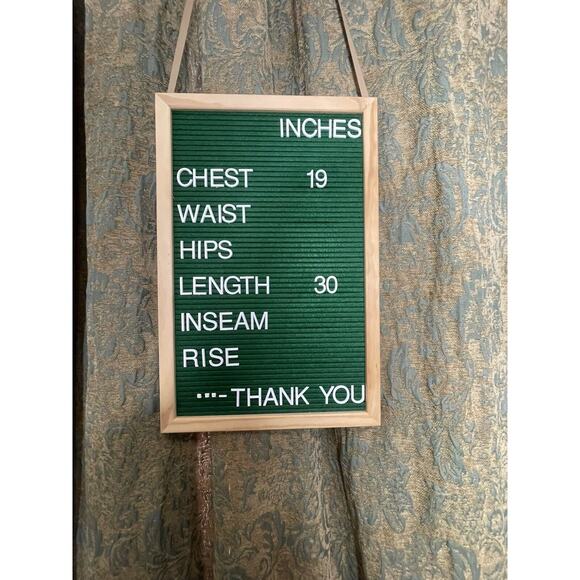 INCHES
CHEST 19
WAIST
HIPS
LENGTH 30
INSEAM
RISE
...- THANK YOU